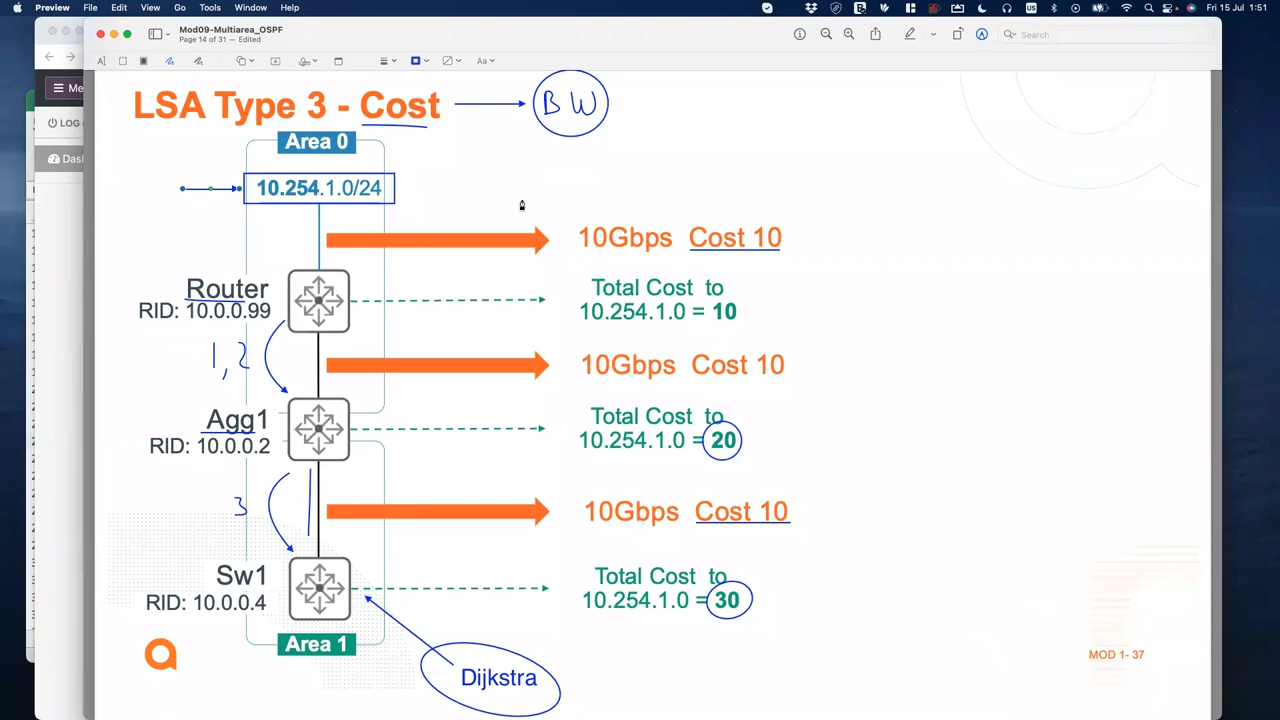 Preview File Edit View Go Tools Window Help
Fri 15 Jul 1:51
Mod09-Multiarea_OSPF
Page 14 of 31 — Edited
Search
Aa
Me
LOG
Dasl
LSA Type 3 - Cost
BW
Area 0
10.254.1.0/24
10Gbps Cost 10
Router
RID: 10.0.0.99
Total Cost to
10.254.1.0 = 10
1,2
10Gbps Cost 10
Agg1
RID: 10.0.0.2
Total Cost to
10.254.1.0 = 20
3
10Gbps Cost 10
Sw1
RID: 10.0.0.4
Total Cost to
10.254.1.0 = 30
Area 1
Dijkstra
MOD 1- 37